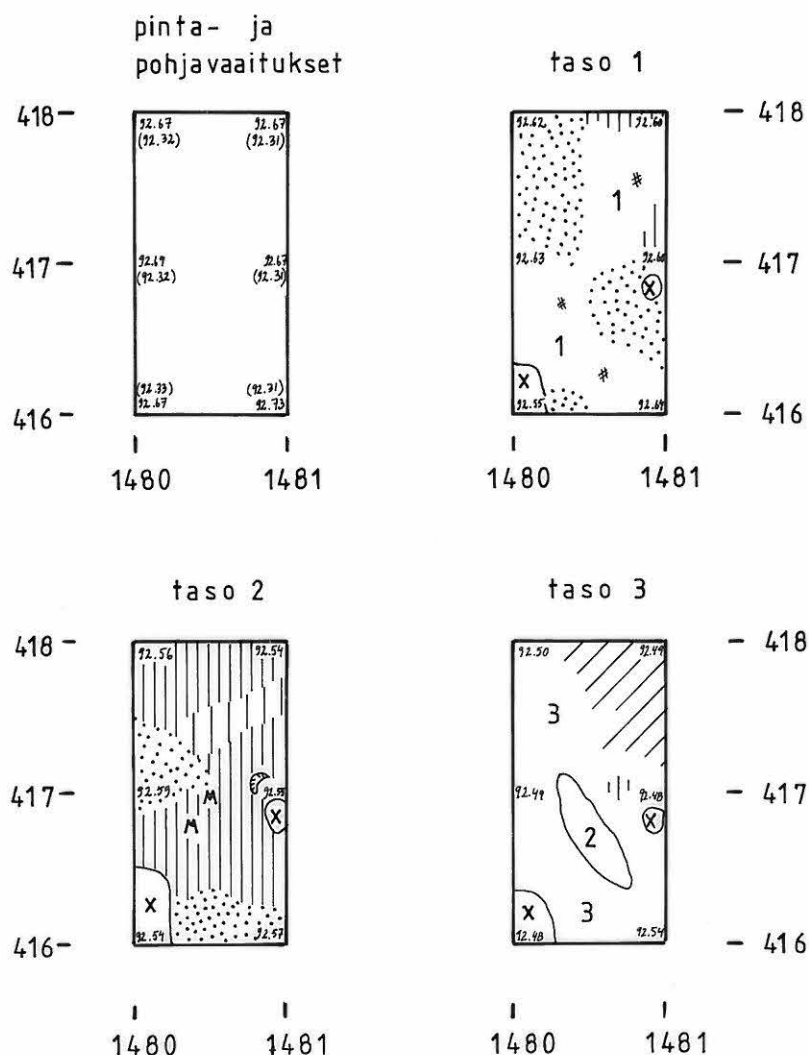 pinta- ja
pohjavaaitukset
418
92.67 92.67
(92.32) (92.31)
417
92.69 92.67
(92.32) (92.31)
(92.33) (92.31)
92.67 92.73
416
1480 1481
taso 1
92.62 92.60
418
1
92.63 92.60
417
X
1
X
92.55 92.64
416
1480 1481
taso 2
418
92.56 92.54
417
92.59 92.55
M
X
M
X
92.54 92.57
416
1480 1481
taso 3
92.50 92.49
418
3
92.49 92.48
417
X
2
X
3
92.48 92.54
416
1480 1481